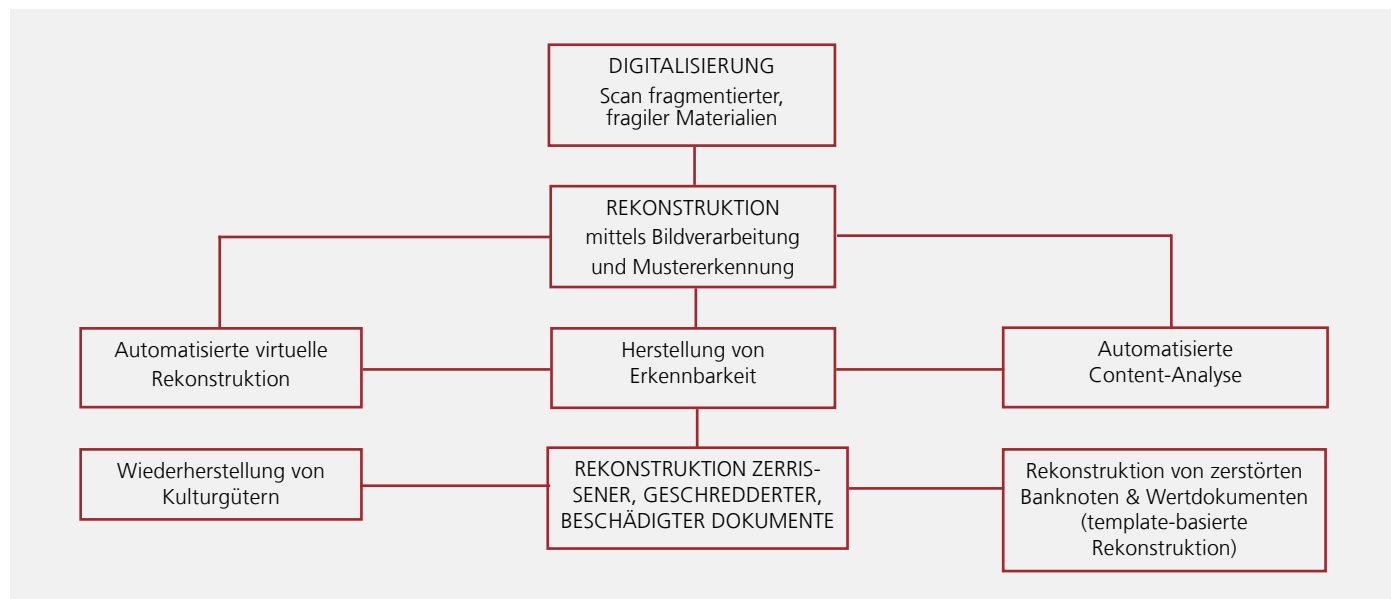 DIGITALISIERUNG
Scan fragmentierter,
fragiler Materialien
REKONSTRUKTION
mittels Bildverarbeitung
und Mustererkennung
Automatisierte virtuelle
Rekonstruktion
Herstellung von
Erkennbarkeit
Automatisierte
Content-Analyse
Wiederherstellung von
Kulturgütern
REKONSTRUKTION ZERRIS-
SENER, GESCHREDDERTER,
BESCHÄDIGTER DOKUMENTE
Rekonstruktion von zerstörten
Banknoten & Wertdokumenten
(template-basierte
Rekonstruktion)